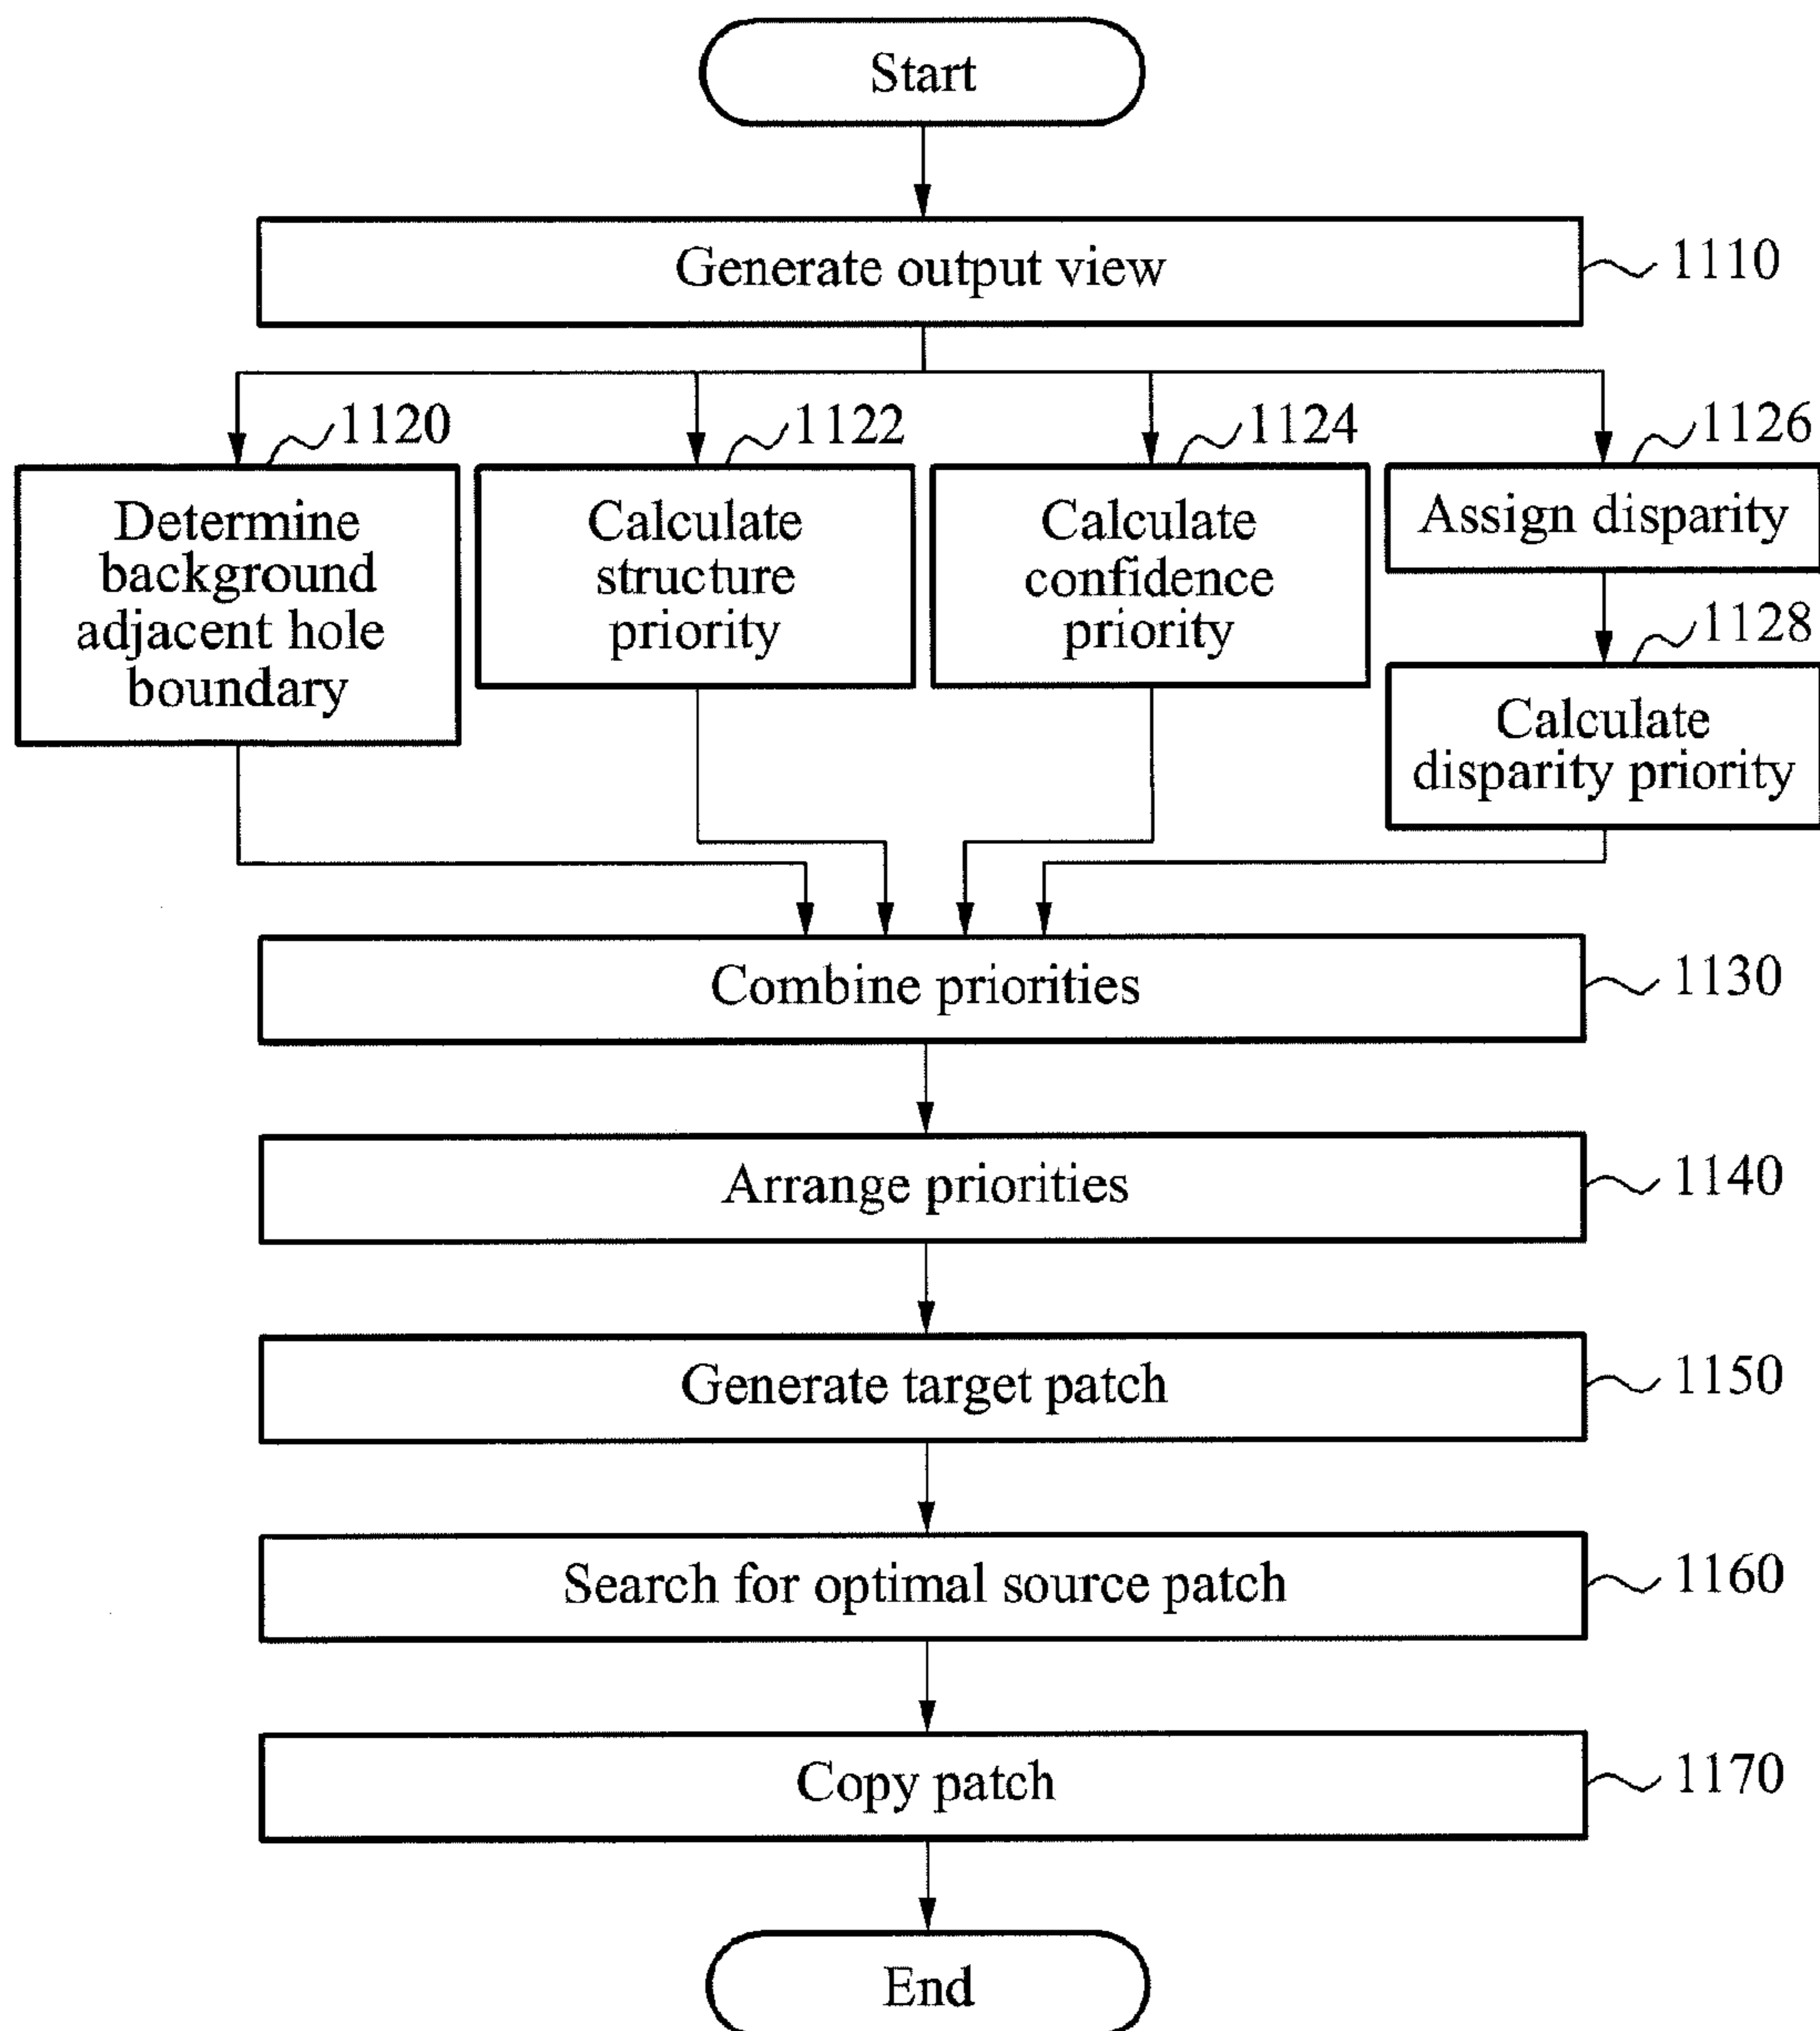 Start
Generate output view
1110
1120
1122
1124
1126
Determine
background
adjacent hole
boundary
Calculate
structure
priority
Calculate
confidence
priority
Assign disparity
1128
Calculate
disparity priority
Combine priorities
1130
Arrange priorities
1140
Generate target patch
1150
Search for optimal source patch
1160
Copy patch
1170
End